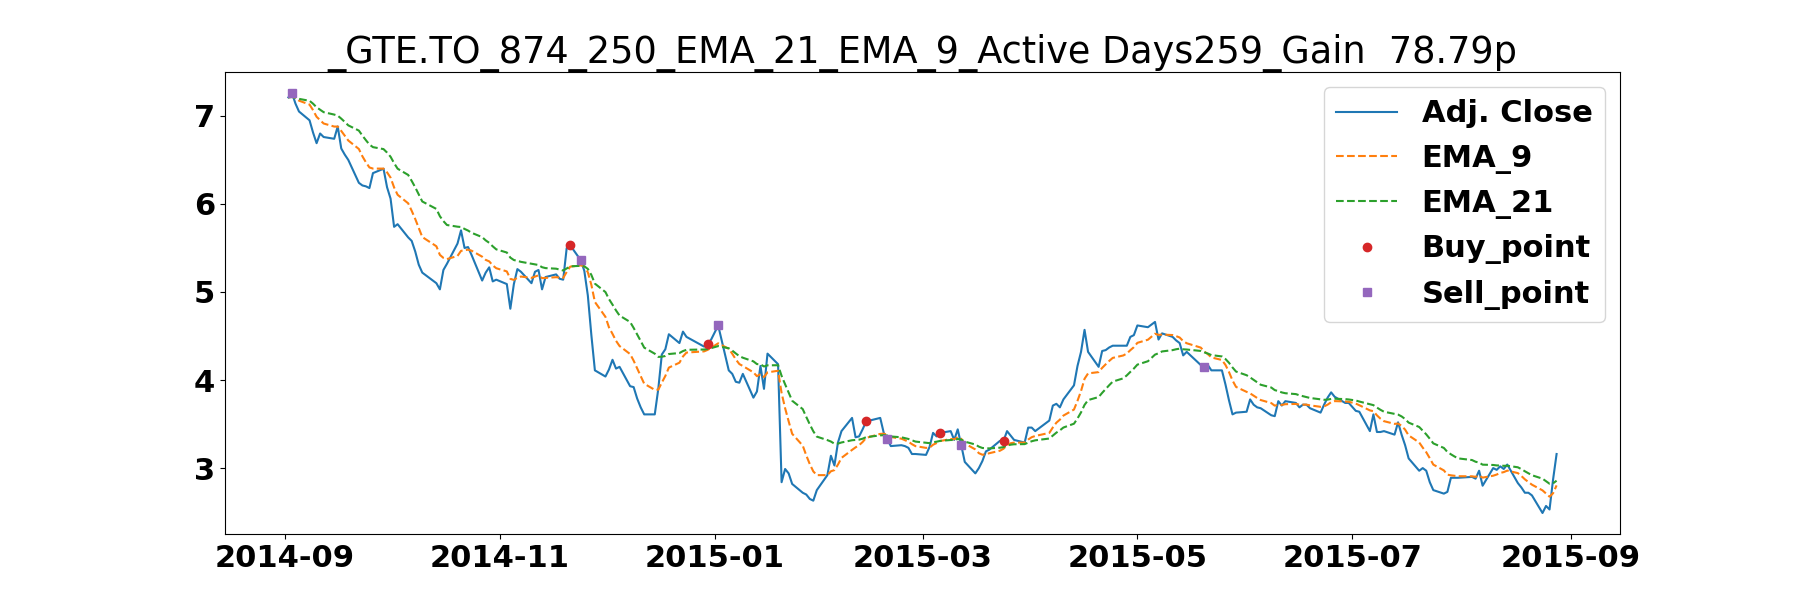 _GTE.TO_874_250_EMA_21_EMA_9_Active Days259_Gain  78.79p
7
6
5
4
3
Adj. Close
EMA_9
EMA_21
Buy_point
Sell_point
2014-09 2014-11 2015-01 2015-03 2015-05 2015-07 2015-09